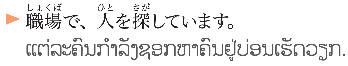 職場で、人を探しています。
ແຕ່ລະຄົນກຳລັງຊອກຫາຄົນຢູ່ບ່ອນເຮັດວຽກ.